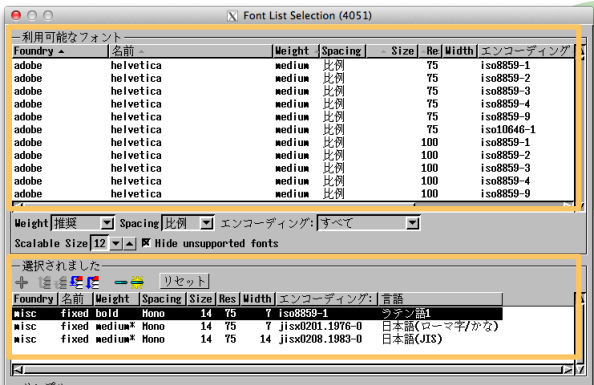 Font List Selection (4051)
利用可能なフォント
Foundry 名前 Weight Spacing Size Re Width エンコーディング
adobe helvetica medium 比例 75 iso8859-1
adobe helvetica medium 比例 75 iso8859-2
adobe helvetica medium 比例 75 iso8859-3
adobe helvetica medium 比例 75 iso8859-4
adobe helvetica medium 比例 75 iso8859-9
adobe helvetica medium 比例 75 iso10646-1
adobe helvetica medium 比例 100 iso8859-1
adobe helvetica medium 比例 100 iso8859-2
adobe helvetica medium 比例 100 iso8859-3
adobe helvetica medium 比例 100 iso8859-4
adobe helvetica medium 比例 100 iso8859-9
Weight 推奨 Spacing 比例 エンコーディング: すべて
Scalable Size 12 Hide unsupported fonts
選択されました
リセット
Foundry 名前 Weight Spacing Size Res Width エンコーディング: 言語
misc fixed bold Mono 14 75 7 iso8859-1 ラテン語1
misc fixed medium* Mono 14 75 7 jisx0201.1976-0 日本語(ローマ字/かな)
misc fixed medium* Mono 14 75 14 jisx0208.1983-0 日本語(JIS)